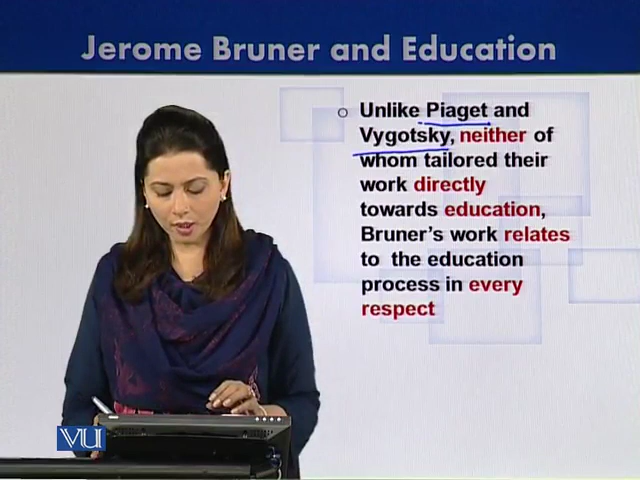 Jerome Bruner and Education
o Unlike Piaget and
Vygotsky, neither of
whom tailored their
work directly
towards education,
Bruner's work relates
to the education
process in every
respect
VU